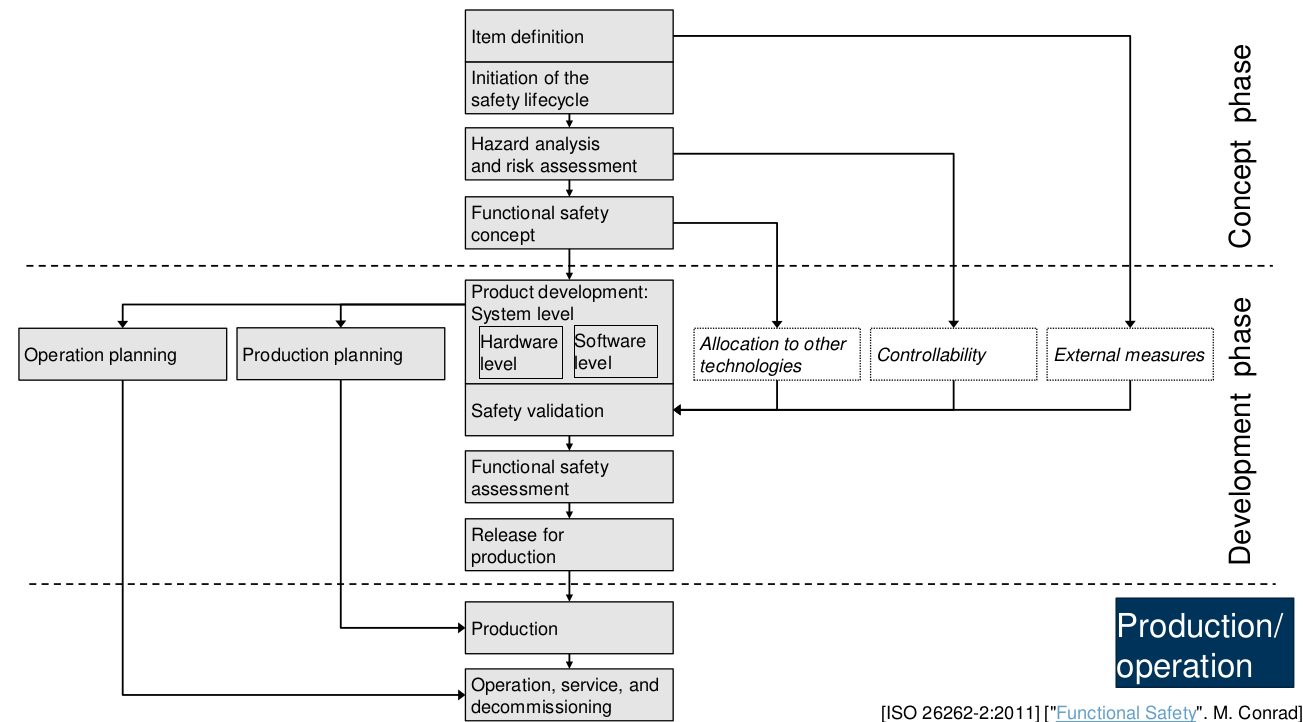 Item definition
Initiation of the
safety lifecycle
Hazard analysis
and risk assessment
Functional safety
concept
Concept phase
Product development:
System level
Hardware
level
Software
level
Operation planning
Production planning
Allocation to other
technologies
Controllability
External measures
Safety validation
Functional safety
assessment
Release for
production
Development phase
Production
Operation, service, and
decommissioning
Production/
operation
[ISO 26262-2:2011] ["Functional Safety". M. Conrad]